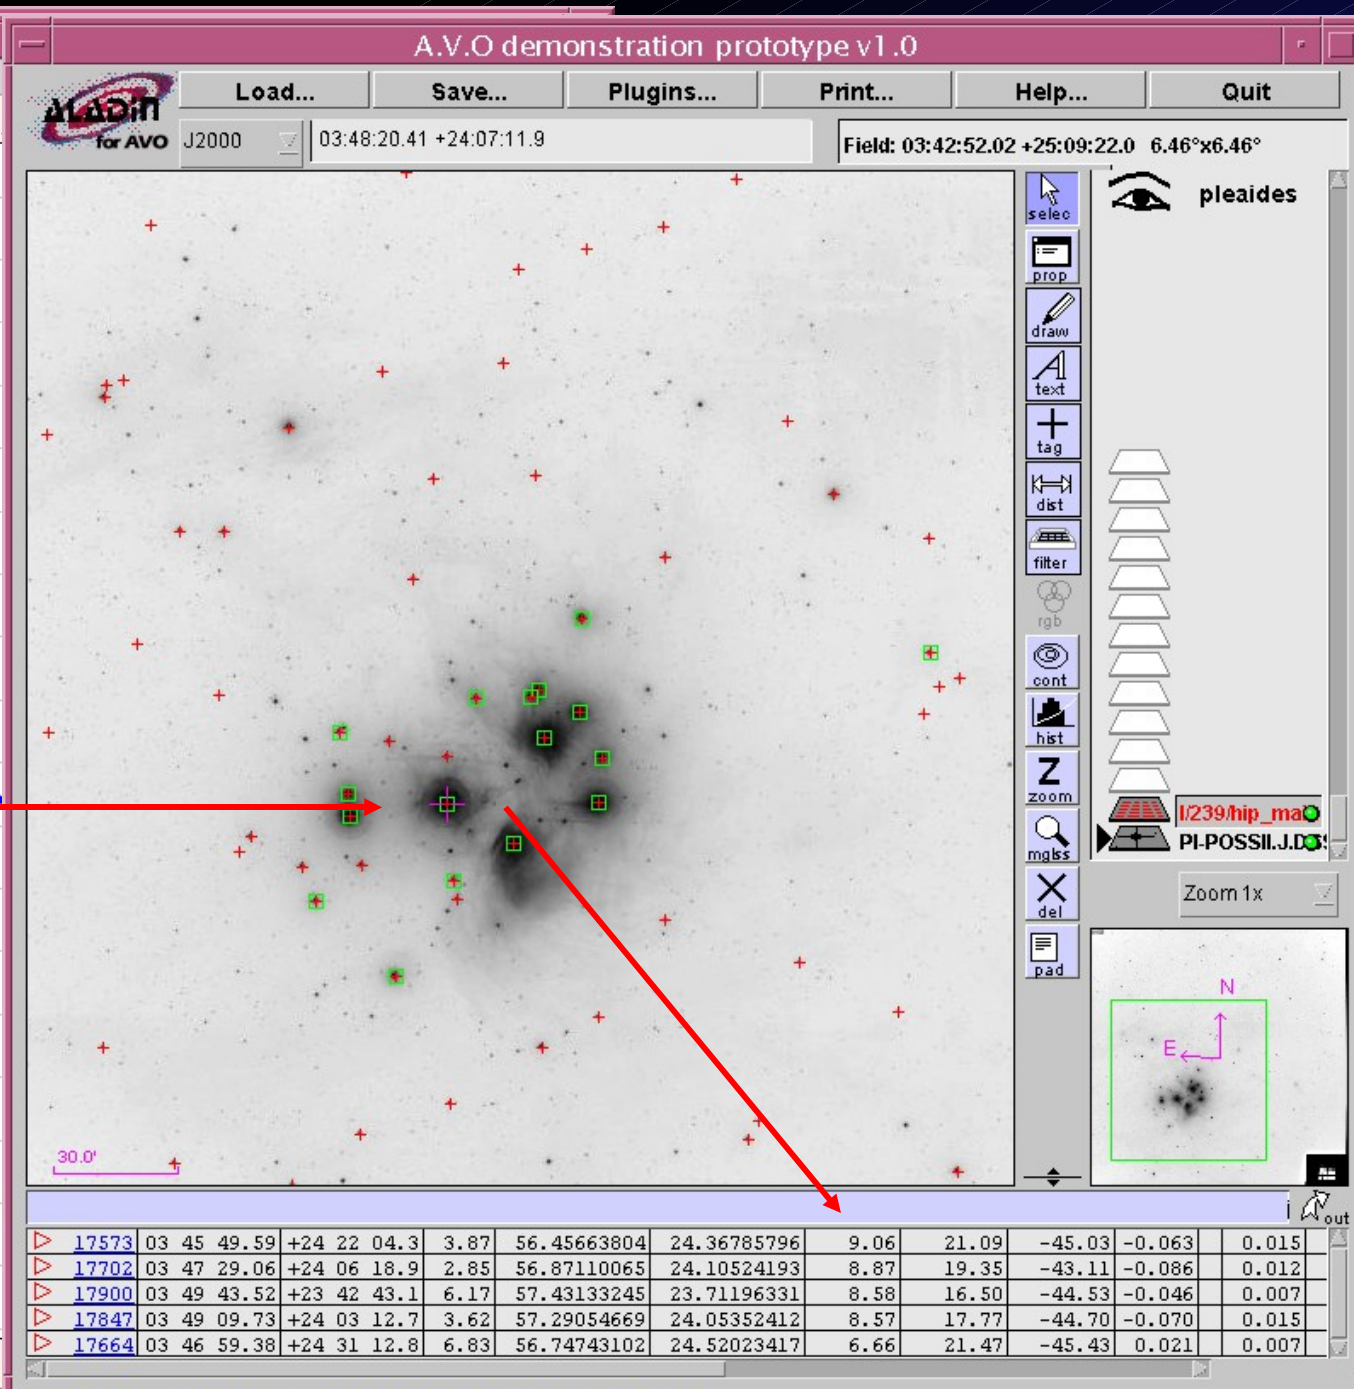 A.V.O demonstration prototype v1.0
ALADIN for AVO
Load... Save... Plugins... Print... Help... Quit
J2000 03:48:20.41 +24:07:11.9
Field: 03:42:52.02 +25:09:22.0 6.46°x6.46°
selec
pleaides
prop
draw
text
tag
dist
filter
rgb
cont
hist
Z
zoom
I/239/hip_mai
PI-POSSII.J.DSS
mglss
Zoom 1x
del
pad
N
E
30.0'
out
17573 03 45 49.59 +24 22 04.3 3.87 56.45663804 24.36785796 9.06 21.09 -45.03 -0.063 0.015
17702 03 47 29.06 +24 06 18.9 2.85 56.87110065 24.10524193 8.87 19.35 -43.11 -0.086 0.012
17900 03 49 43.52 +23 42 43.1 6.17 57.43133245 23.71196331 8.58 16.50 -44.53 -0.046 0.007
17847 03 49 09.73 +24 03 12.7 3.62 57.29054669 24.05352412 8.57 17.77 -44.70 -0.070 0.015
17664 03 46 59.38 +24 31 12.8 6.83 56.74743102 24.52023417 6.66 21.47 -45.43 0.021 0.007